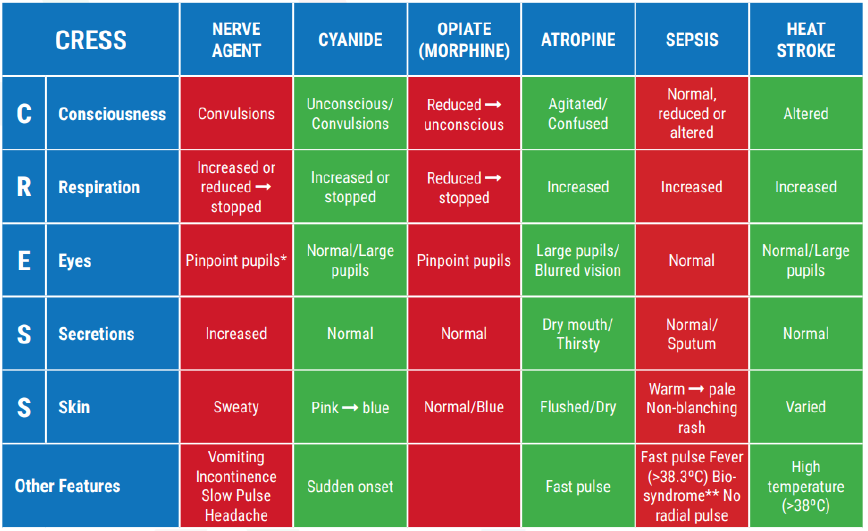 CRESS
NERVE
AGENT
CYANIDE
OPIATE
(MORPHINE)
ATROPINE
SEPSIS
HEAT
STROKE
C
Consciousness
Convulsions
Unconscious/
Convulsions
Reduced →
unconscious
Agitated/
Confused
Normal,
reduced or
altered
Altered
R
Respiration
Increased or
reduced →
stopped
Increased or
stopped
Reduced →
stopped
Increased
Increased
Increased
E
Eyes
Pinpoint pupils*
Normal/Large
pupils
Pinpoint pupils
Large pupils/
Blurred vision
Normal
Normal/Large
pupils
S
Secretions
Increased
Normal
Normal
Dry mouth/
Thirsty
Normal/
Sputum
Normal
S
Skin
Sweaty
Pink → blue
Normal/Blue
Flushed/Dry
Warm → pale
Non-blanching
rash
Varied
Other Features
Vomiting
Incontinence
Slow Pulse
Headache
Sudden onset
Fast pulse
Fast pulse Fever
(>38.3ºC) Bio-
syndrome** No
radial pulse
High
temperature
(>38ºC)